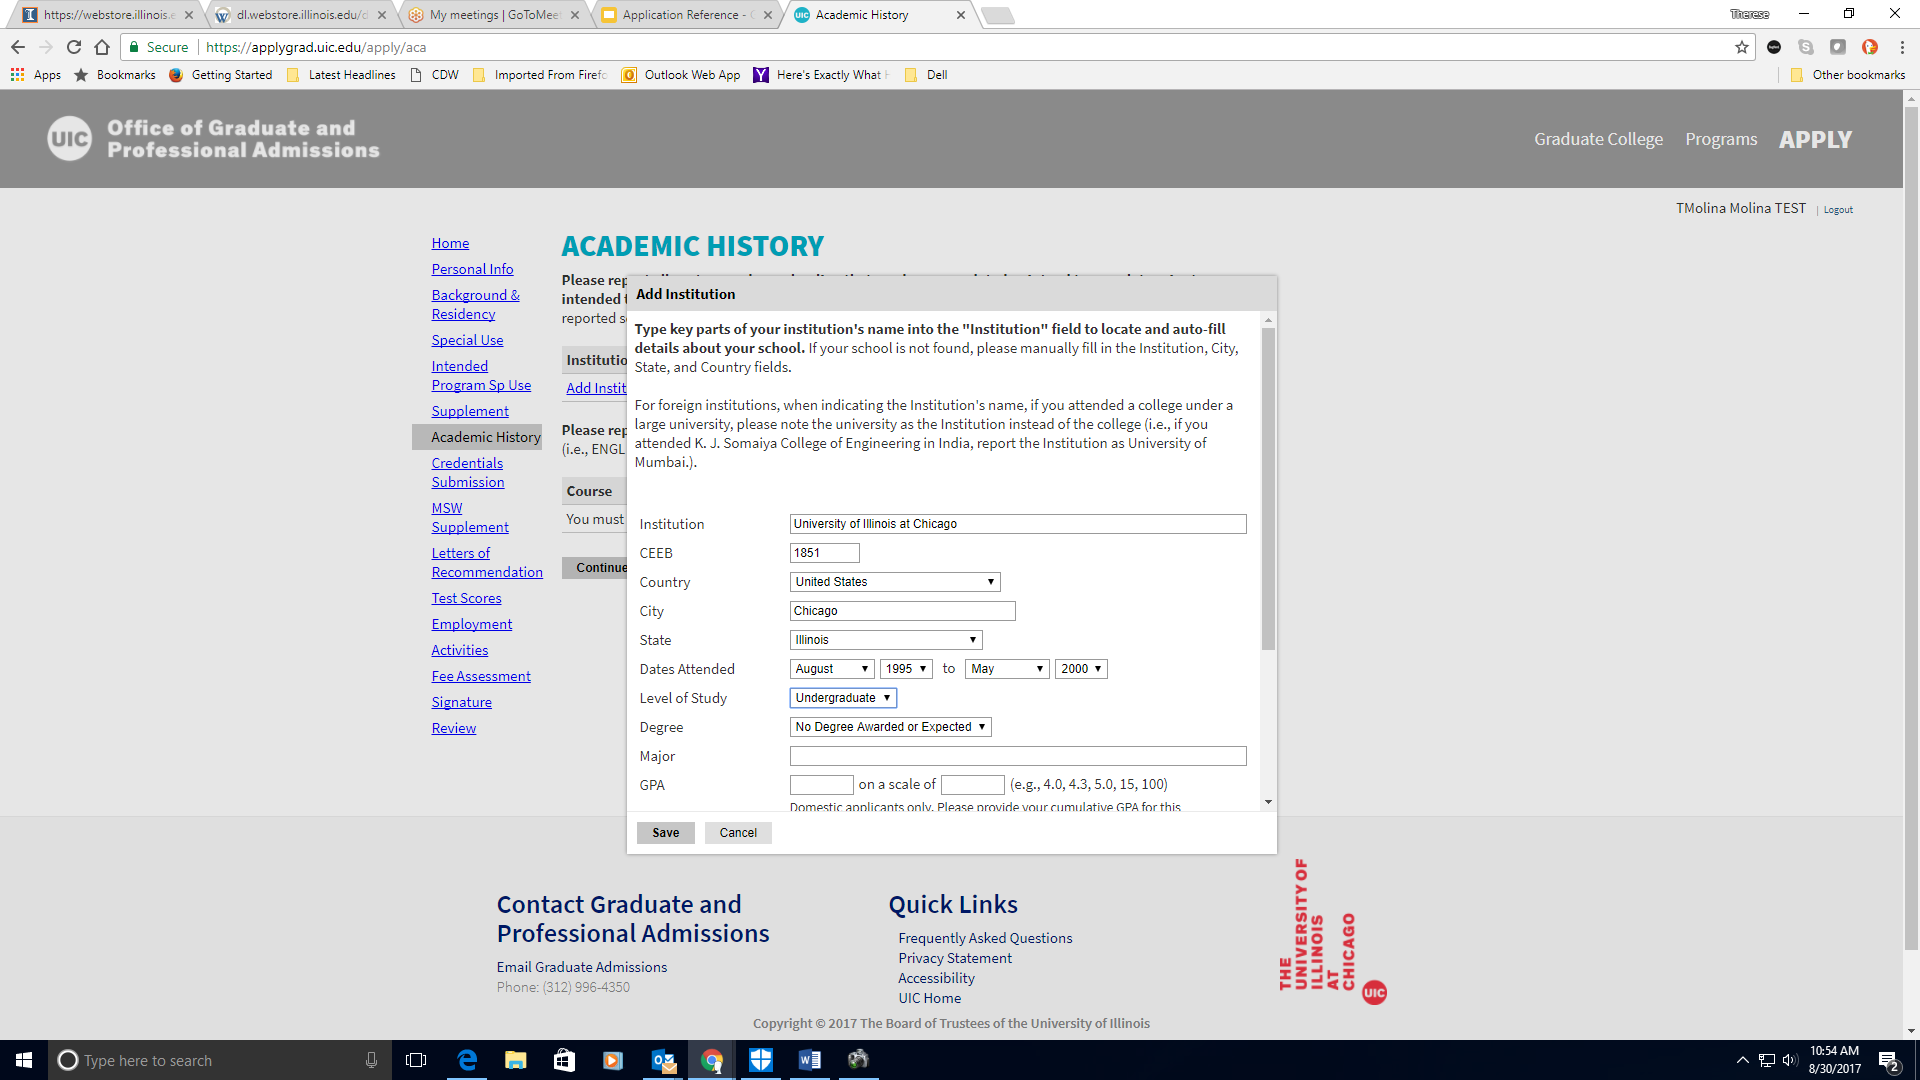 https://webstore.illinois.e
dl.webstore.illinois.edu/d
My meetings | GoToMee
Application Reference - G
Academic History
Therese
Secure
https://applygrad.uic.edu/apply/aca
Apps
Bookmarks
Getting Started
Latest Headlines
CDW
Imported From Firefo
Outlook Web App
Here's Exactly What H
Dell
Other bookmarks
UIC
Office of Graduate and
Professional Admissions
Graduate College
Programs
APPLY
TMolina Molina TEST | Logout
Home
Personal Info
Background &
Residency
Special Use
Intended
Program Sp Use
Supplement
Academic History
Credentials
Submission
MSW
Supplement
Letters of
Recommendation
Test Scores
Employment
Activities
Fee Assessment
Signature
Review
ACADEMIC HISTORY
Please rep
intended t
reported s
Institutio
Add Instit
Please rep
(i.e., ENGL
Course
You must
Continue
Add Institution
Type key parts of your institution's name into the "Institution" field to locate and auto-fill
details about your school. If your school is not found, please manually fill in the Institution, City,
State, and Country fields.
For foreign institutions, when indicating the Institution's name, if you attended a college under a
large university, please note the university as the Institution instead of the college (i.e., if you
attended K. J. Somaiya College of Engineering in India, report the Institution as University of
Mumbai.).
Institution University of Illinois at Chicago
CEEB 1851
Country United States
City Chicago
State Illinois
Dates Attended August 1995 to May 2000
Level of Study Undergraduate
Degree No Degree Awarded or Expected
Major
GPA on a scale of (e.g., 4.0, 4.3, 5.0, 15, 100)
Domestic applicants only. Please provide your cumulative GPA for this
Save
Cancel
Contact Graduate and
Professional Admissions
Email Graduate Admissions
Phone: (312) 996-4350
Quick Links
Frequently Asked Questions
Privacy Statement
Accessibility
UIC Home
THE
UNIVERSITY OF
ILLINOIS
AT
CHICAGO
UIC
Copyright © 2017 The Board of Trustees of the University of Illinois
Type here to search
10:54 AM
8/30/2017
2